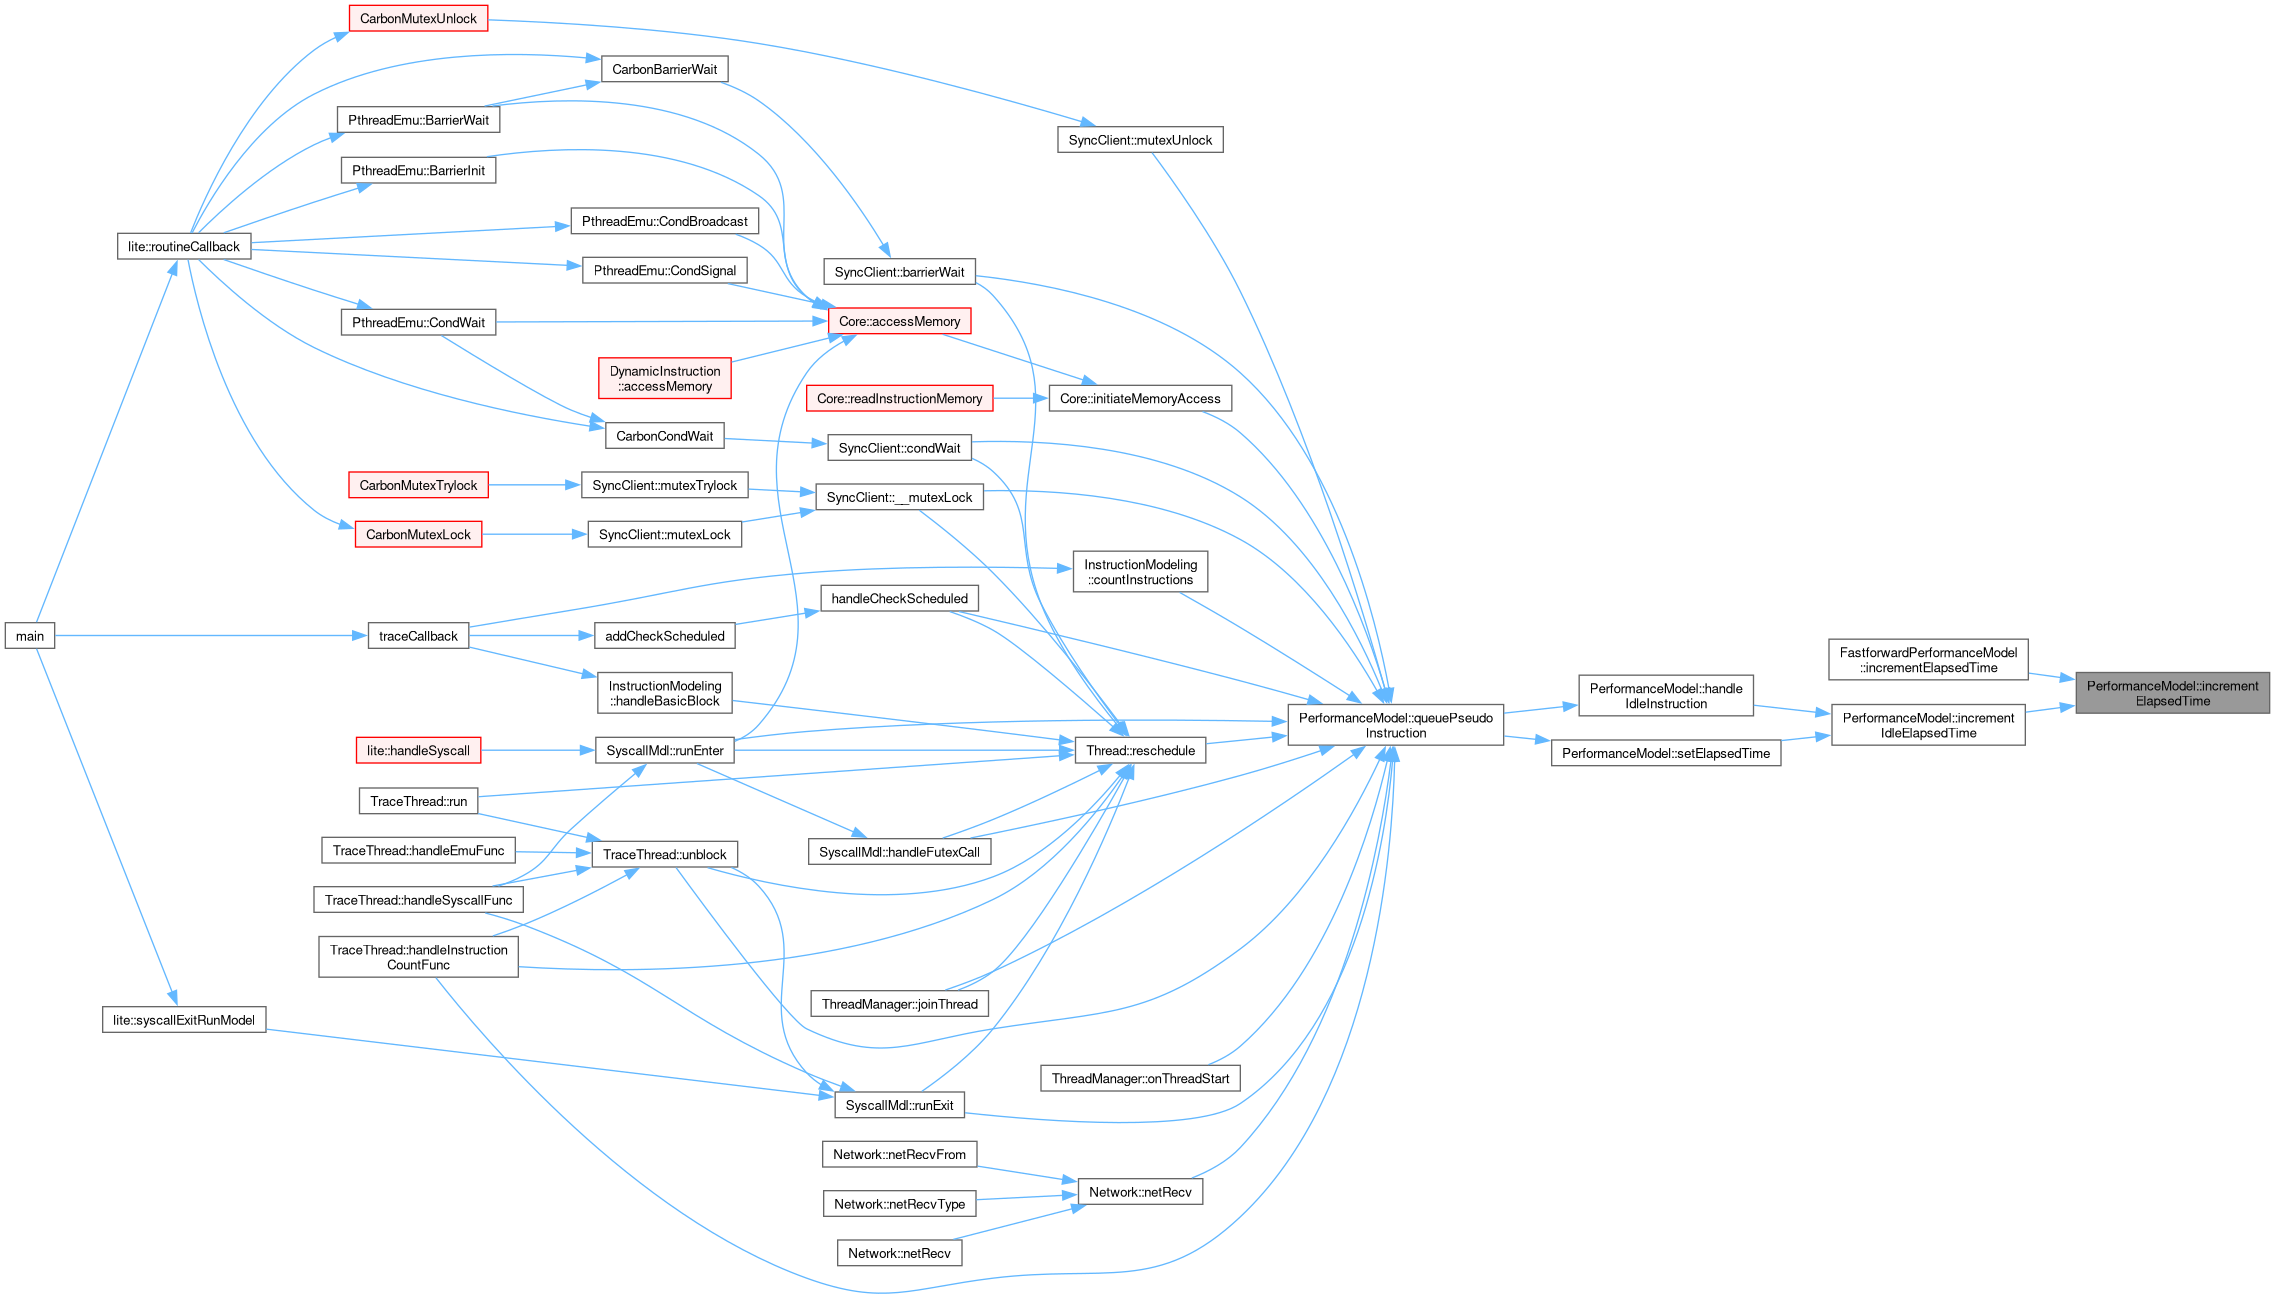 CarbonMutexUnlock
CarbonBarrierWait
PthreadEmu::BarrierWait
SyncClient::mutexUnlock
PthreadEmu::BarrierInit
PthreadEmu::CondBroadcast
lite::routineCallback
PthreadEmu::CondSignal
SyncClient::barrierWait
PthreadEmu::CondWait
Core::accessMemory
DynamicInstruction
::accessMemory
Core::readInstructionMemory
Core::initiateMemoryAccess
CarbonCondWait
SyncClient::condWait
CarbonMutexTrylock
SyncClient::mutexTrylock
SyncClient::__mutexLock
CarbonMutexLock
SyncClient::mutexLock
InstructionModeling
::countInstructions
handleCheckScheduled
main
traceCallback
addCheckScheduled
FastforwardPerformanceModel
::incrementElapsedTime
InstructionModeling
::handleBasicBlock
PerformanceModel::handle
IdleInstruction
PerformanceModel::increment
ElapsedTime
PerformanceModel::queuePseudo
Instruction
PerformanceModel::increment
IdleElapsedTime
lite::handleSyscall
SyscallMdl::runEnter
Thread::reschedule
PerformanceModel::setElapsedTime
TraceThread::run
TraceThread::handleEmuFunc
TraceThread::unblock
SyscallMdl::handleFutexCall
TraceThread::handleSyscallFunc
TraceThread::handleInstruction
CountFunc
ThreadManager::joinThread
lite::syscallExitRunModel
ThreadManager::onThreadStart
SyscallMdl::runExit
Network::netRecvFrom
Network::netRecv
Network::netRecvType
Network::netRecv